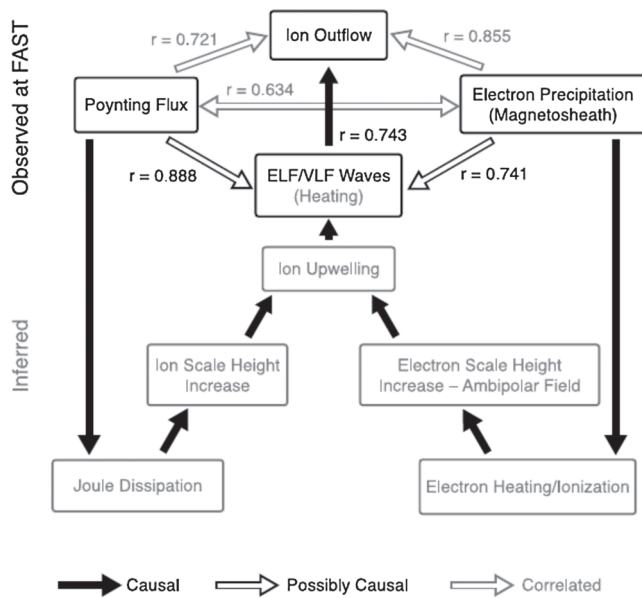 Observed at FAST
Inferred
Ion Outflow
r = 0.721
r = 0.855
Poynting Flux
r = 0.634
Electron Precipitation
(Magnetosheath)
r = 0.743
r = 0.888
ELF/VLF Waves
(Heating)
r = 0.741
Ion Upwelling
Ion Scale Height
Increase
Electron Scale Height
Increase – Ambipolar Field
Joule Dissipation
Electron Heating/Ionization
Causal
Possibly Causal
Correlated